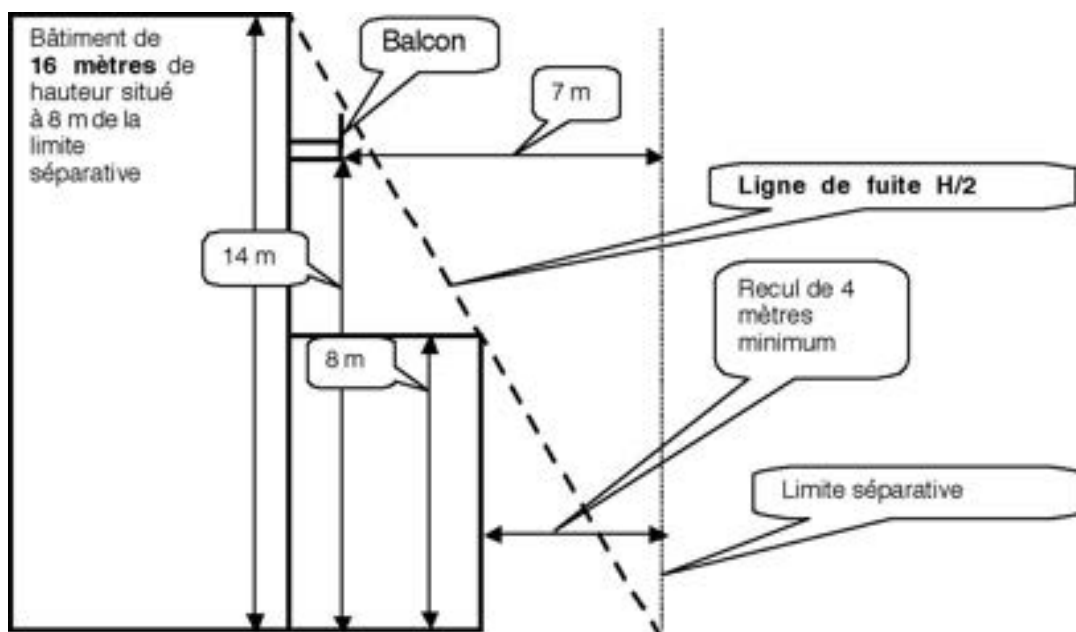 Bâtiment de
16 mètres de
hauteur situé
à 8 m de la
limite
séparative
Balcon
7 m
Ligne de fuite H/2
14 m
Recul de 4
mètres
minimum
8 m
Limite séparative